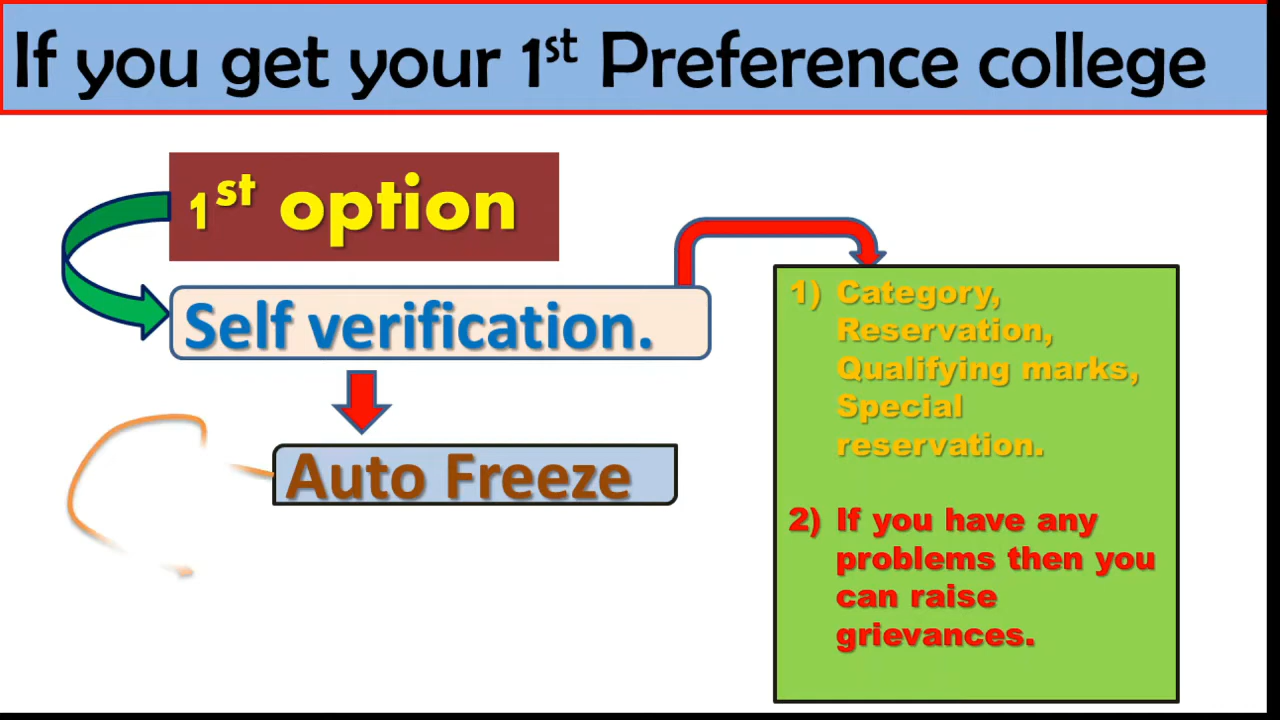 If you get your 1st Preference college
1st option
Self verification.
Auto Freeze
1) Category,
Reservation,
Qualifying marks,
Special
reservation.
2) If you have any
problems then you
can raise
grievances.